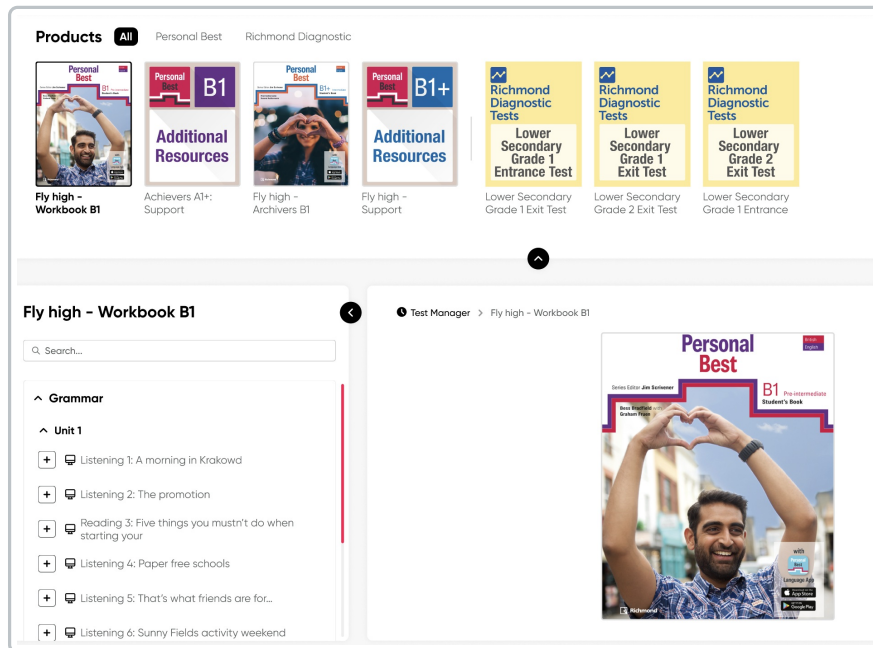 Products All Personal Best Richmond Diagnostic
Personal
Best
B1
Personal
Best
B1
Additional
Resources
Personal
Best
B1+
Personal
Best
B1+
Additional
Resources
Richmond
Diagnostic
Tests
Lower
Secondary
Grade 1
Entrance Test
Richmond
Diagnostic
Tests
Lower
Secondary
Grade 1
Exit Test
Richmond
Diagnostic
Tests
Lower
Secondary
Grade 2
Exit Test
Fly high -
Workbook B1
Achievers A1+:
Support
Fly high -
Archivers B1
Fly high -
Support
Lower Secondary
Grade 1 Exit Test
Lower Secondary
Grade 2 Exit Test
Lower Secondary
Grade 1 Entrance
Fly high - Workbook B1
Search...
Grammar
Unit 1
Listening 1: A morning in Krakowd
Listening 2: The promotion
Reading 3: Five things you mustn't do when
starting your
Listening 4: Paper free schools
Listening 5: That's what friends are for...
Listening 6: Sunny Fields activity weekend
Test Manager > Fly high - Workbook B1
Personal
Best
British
English
Series Editor Jim Scrivener
B1 Pre-intermediate
Student's Book
Bess Bradfield with
Graham Fruen
with
Personal
Best
Language App
App Store
Google Play
Richmond